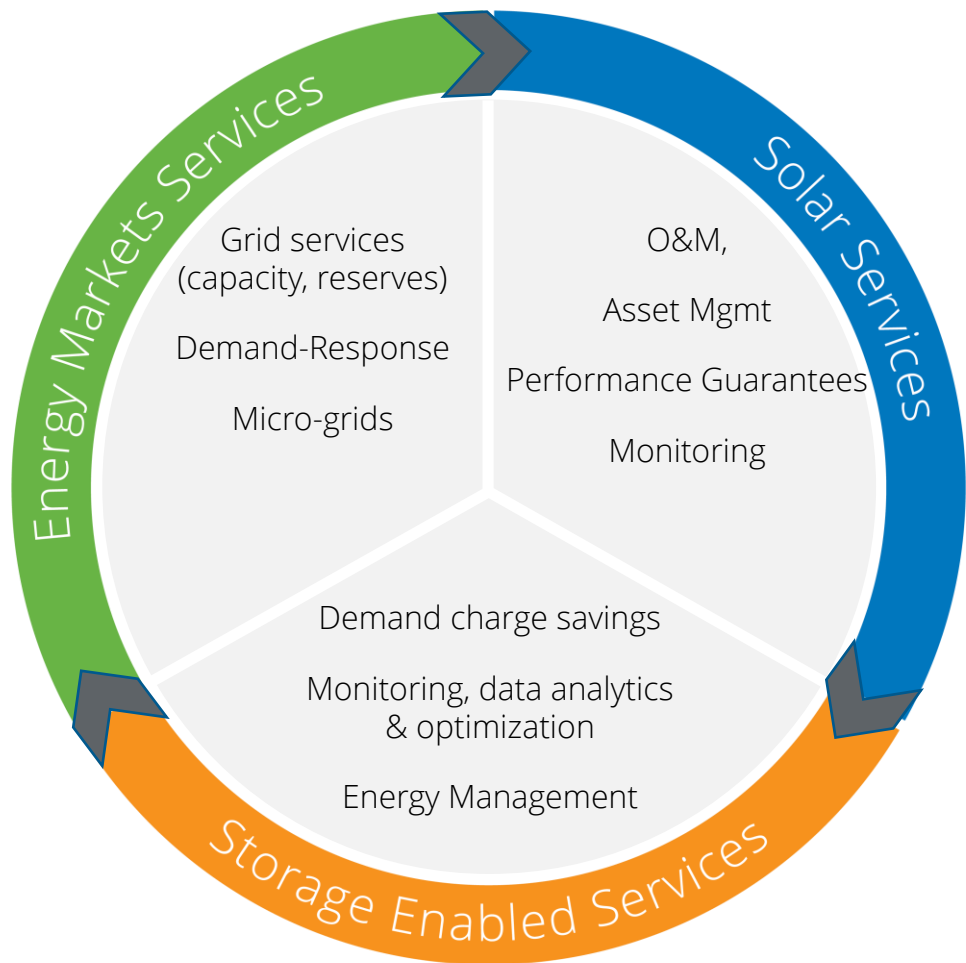 Energy Markets Services
Grid services
(capacity, reserves)
Demand-Response
Micro-grids
Solar Services
O&M,
Asset Mgmt
Performance Guarantees
Monitoring
Demand charge savings
Monitoring, data analytics
& optimization
Energy Management
Storage Enabled Services